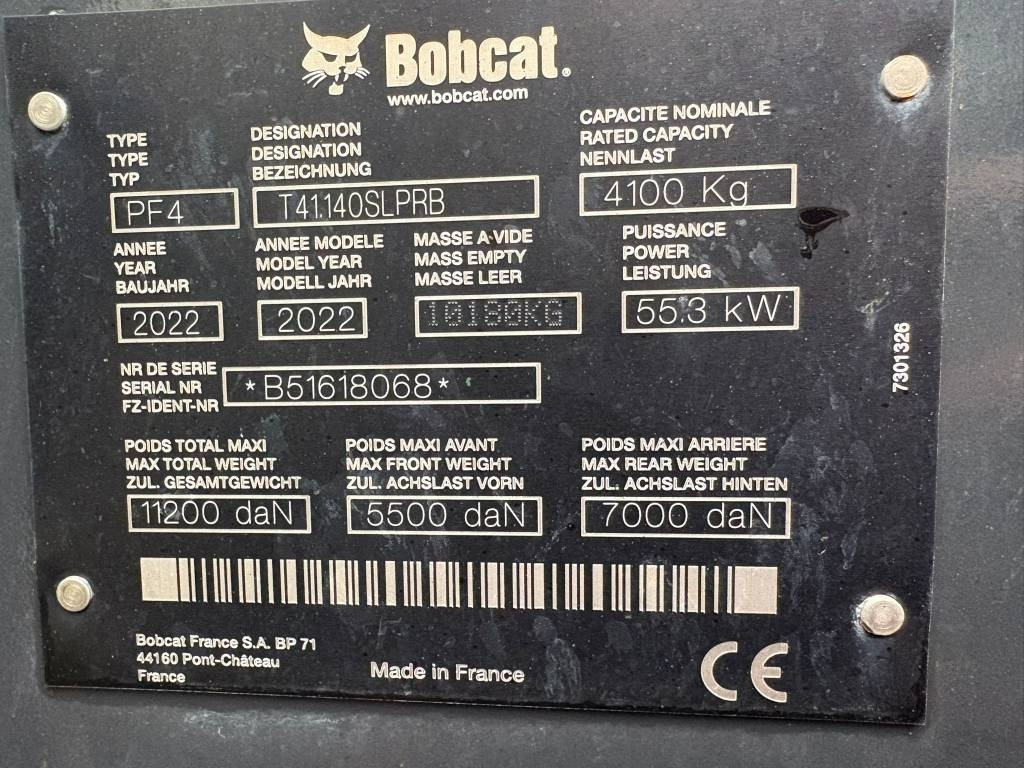 Bobcat®
www.bobcat.com
TYPE
TYPE
TYP
PF4
DESIGNATION
DESIGNATION
BEZEICHNUNG
T41.140SLPRB
CAPACITE NOMINALE
RATED CAPACITY
NENNLAST
4100 Kg
ANNEE
YEAR
BAUJAHR
2022
ANNEE MODELE
MODEL YEAR
MODELL JAHR
2022
MASSE A-VIDE
MASS EMPTY
MASSE LEER
10180KG
PUISSANCE
POWER
LEISTUNG
55.3 kW
NR DE SERIE
SERIAL NR
FZ-IDENT-NR
*B51618068*
7301326
POIDS TOTAL MAXI
MAX TOTAL WEIGHT
ZUL. GESAMTGEWICHT
11200 daN
POIDS MAXI AVANT
MAX FRONT WEIGHT
ZUL. ACHSLAST VORN
5500 daN
POIDS MAXI ARRIERE
MAX REAR WEIGHT
ZUL. ACHSLAST HINTEN
7000 daN
Bobcat France S.A. BP 71
44160 Pont-Château
France
Made in France
CE